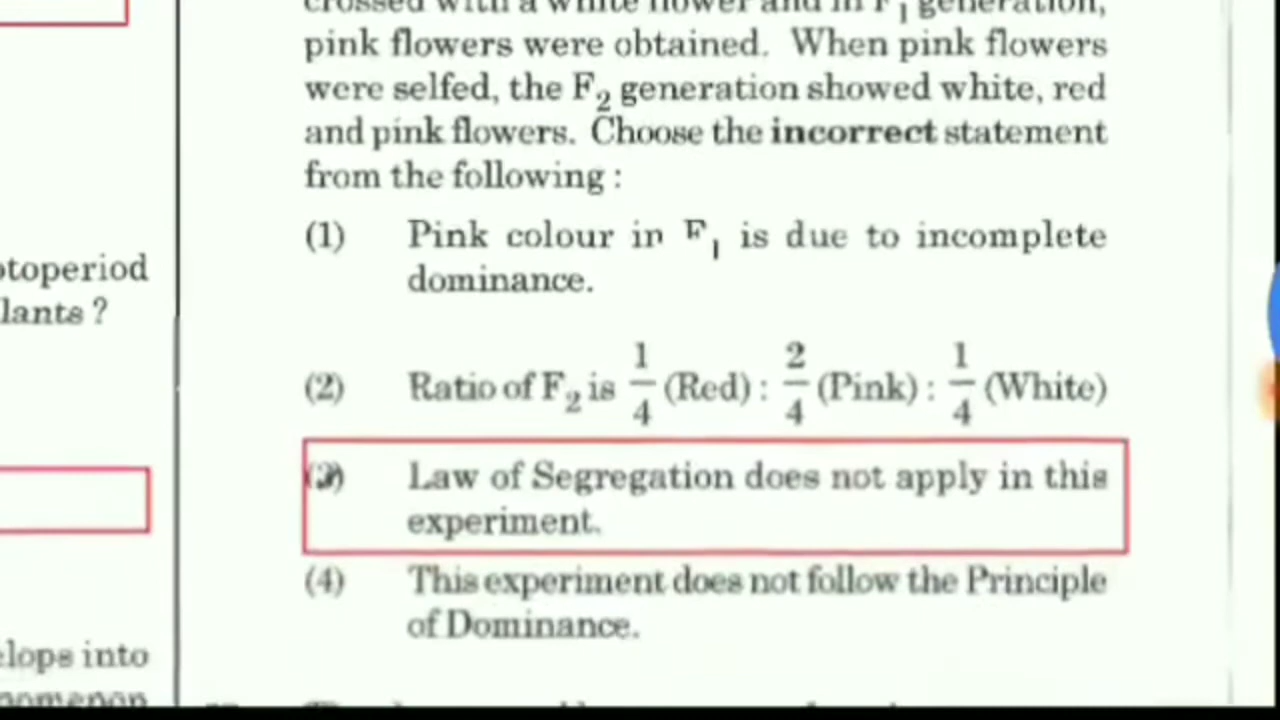 crossed with a white flower and in F1 generation,
pink flowers were obtained. When pink flowers
were selfed, the F2 generation showed white, red
and pink flowers. Choose the incorrect statement
from the following :
(1) Pink colour in F1 is due to incomplete
dominance.
(2) Ratio of F2 is 1/4 (Red) : 2/4 (Pink) : 1/4 (White)
(3) Law of Segregation does not apply in this
experiment.
(4) This experiment does not follow the Principle
of Dominance.
otoperiod
lants ?
elops into